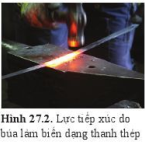 Hình 27.2. Lực tiếp xúc do
búa làm biến dạng thanh thép